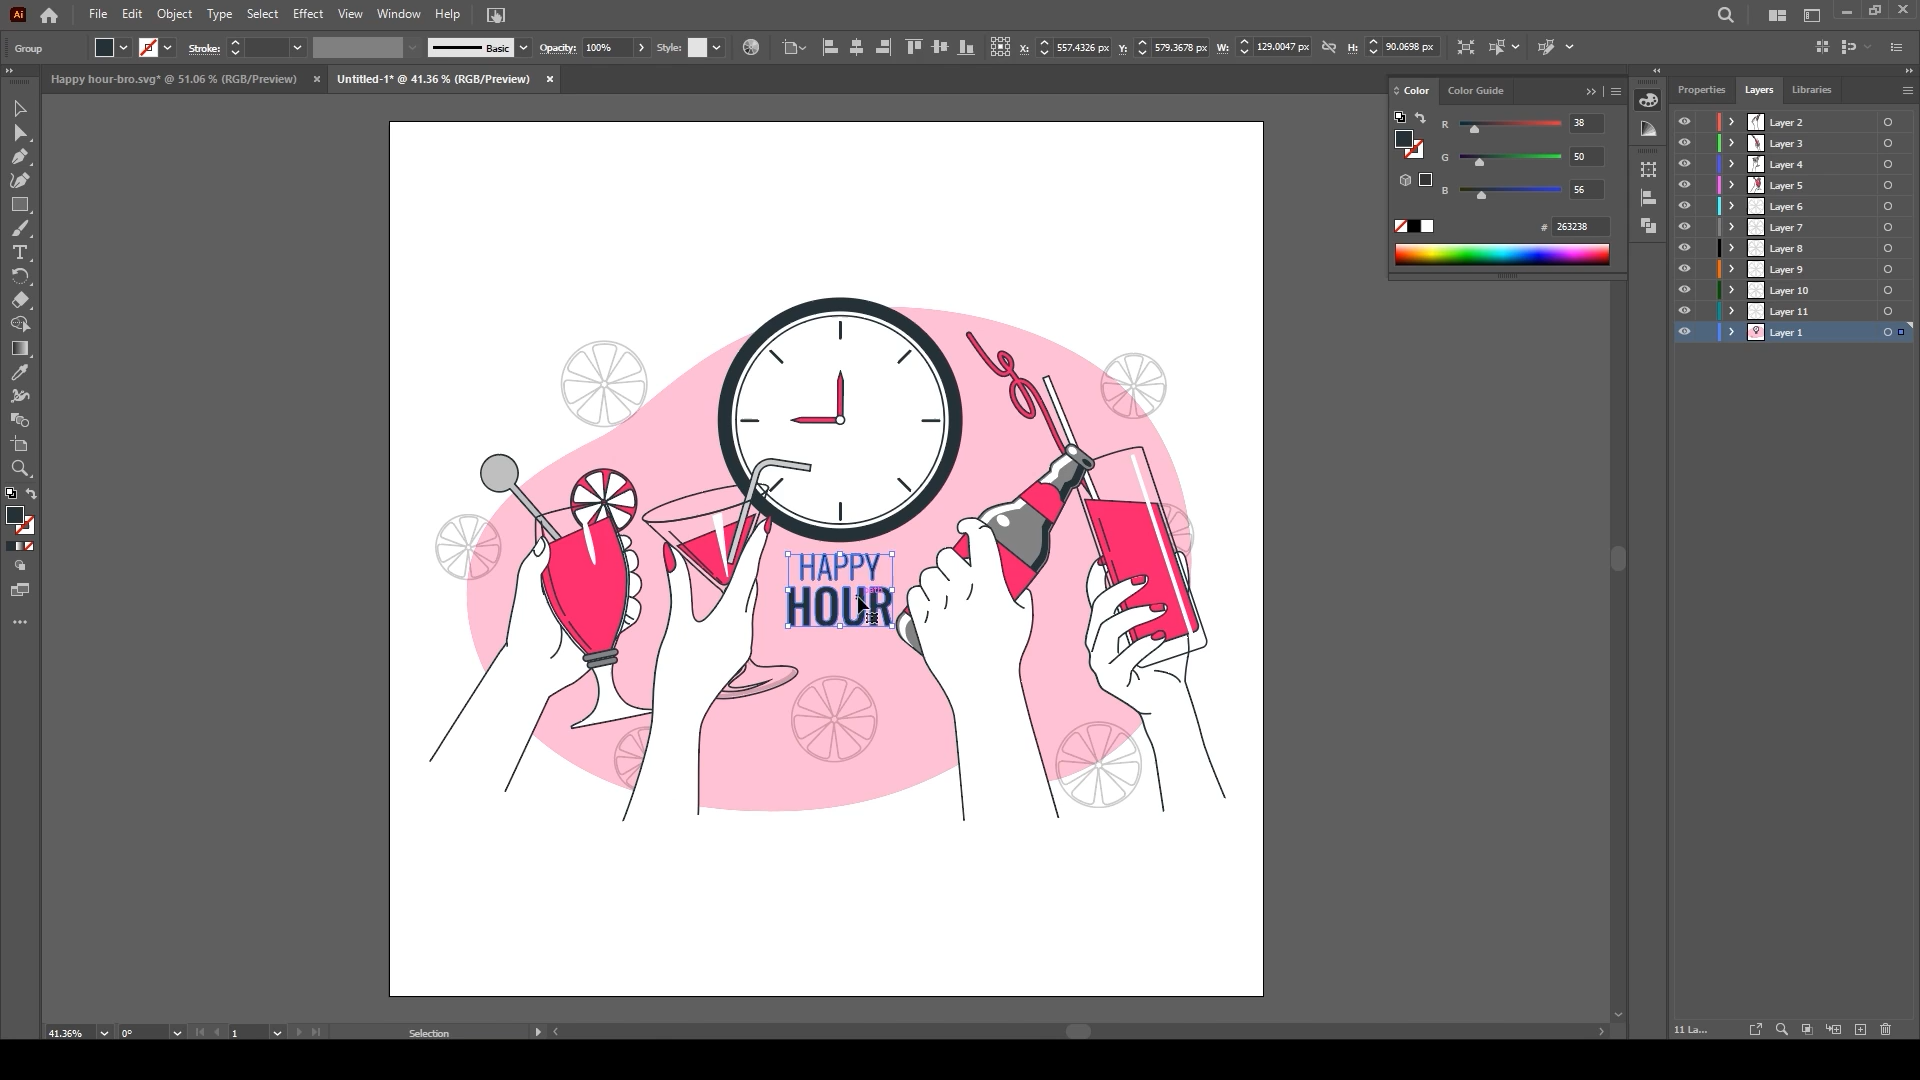 Ai File Edit Object Type Select Effect View Window Help
Group Stroke: Basic Opacity: 100% Style: X: 557.4326 px Y: 579.3678 px W: 129.0047 px H: 90.0698 px
Happy hour-bro.svg* @ 51.06 % (RGB/Preview) Untitled-1* @ 41.36 % (RGB/Preview)
Color Color Guide
R 38
G 50
B 56
# 263238
Properties Layers Libraries
Layer 2
Layer 3
Layer 4
Layer 5
Layer 6
Layer 7
Layer 8
Layer 9
Layer 10
Layer 11
Layer 1
HAPPY
HOUR
41.36% 0° 1 Selection
11 La...